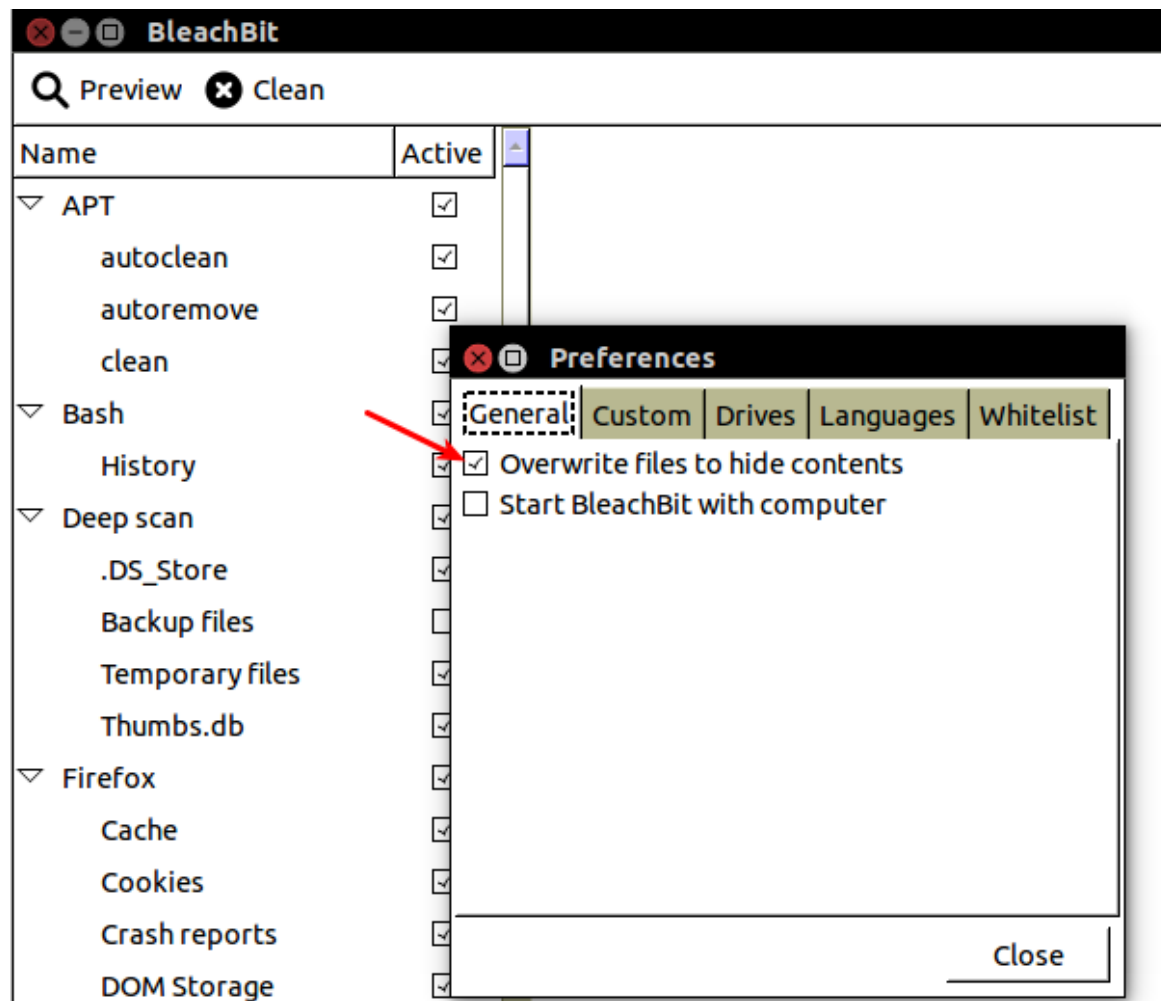 BleachBit
Preview Clean
Name Active
APT
autoclean
autoremove
clean
Bash
History
Deep scan
.DS_Store
Backup files
Temporary files
Thumbs.db
Firefox
Cache
Cookies
Crash reports
DOM Storage
Preferences
General Custom Drives Languages Whitelist
Overwrite files to hide contents
Start BleachBit with computer
Close